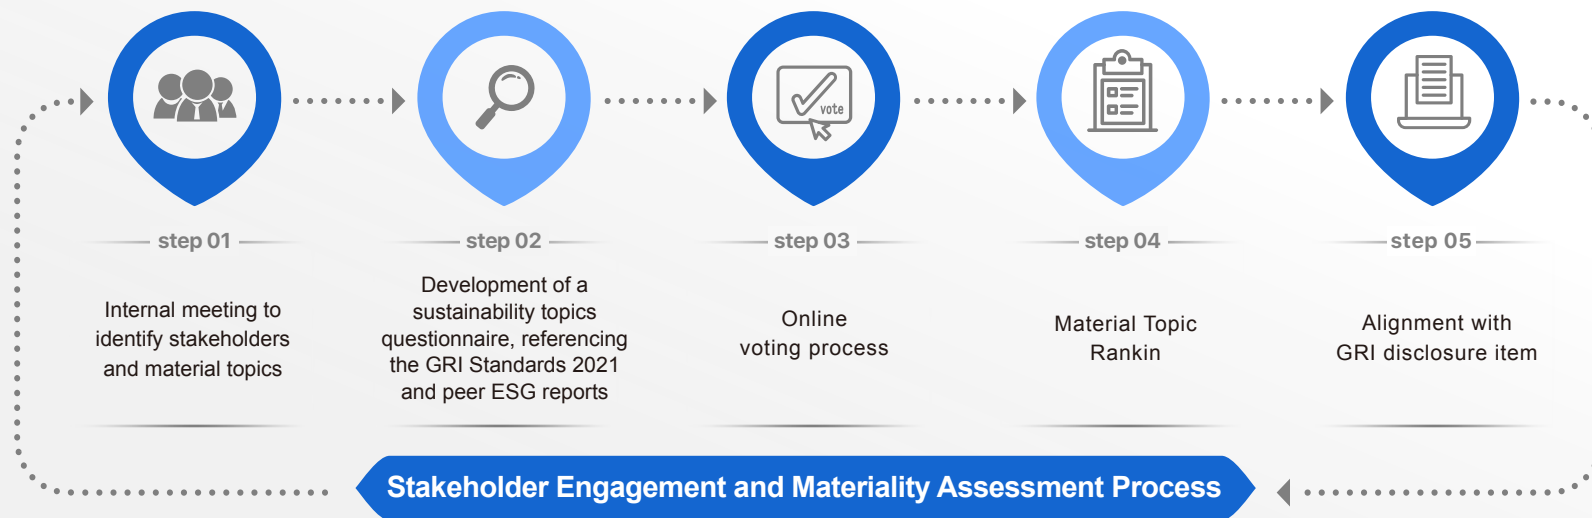 vote
step 01
Internal meeting to
identify stakeholders
and material topics
step 02
Development of a
sustainability topics
questionnaire, referencing
the GRI Standards 2021
and peer ESG reports
step 03
Online
voting process
step 04
Material Topic
Rankin
step 05
Alignment with
GRI disclosure item
Stakeholder Engagement and Materiality Assessment Process